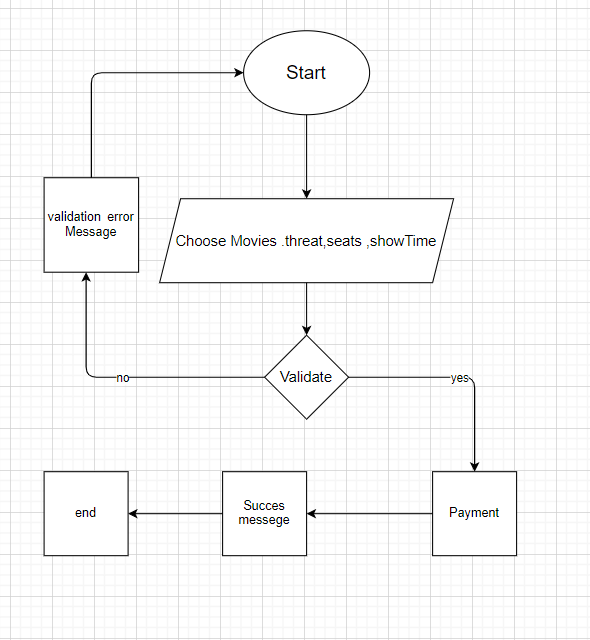 Start
validation error
Message
Choose Movies .threat,seats ,showTime
Validate
no
yes
end
Succes
messege
Payment